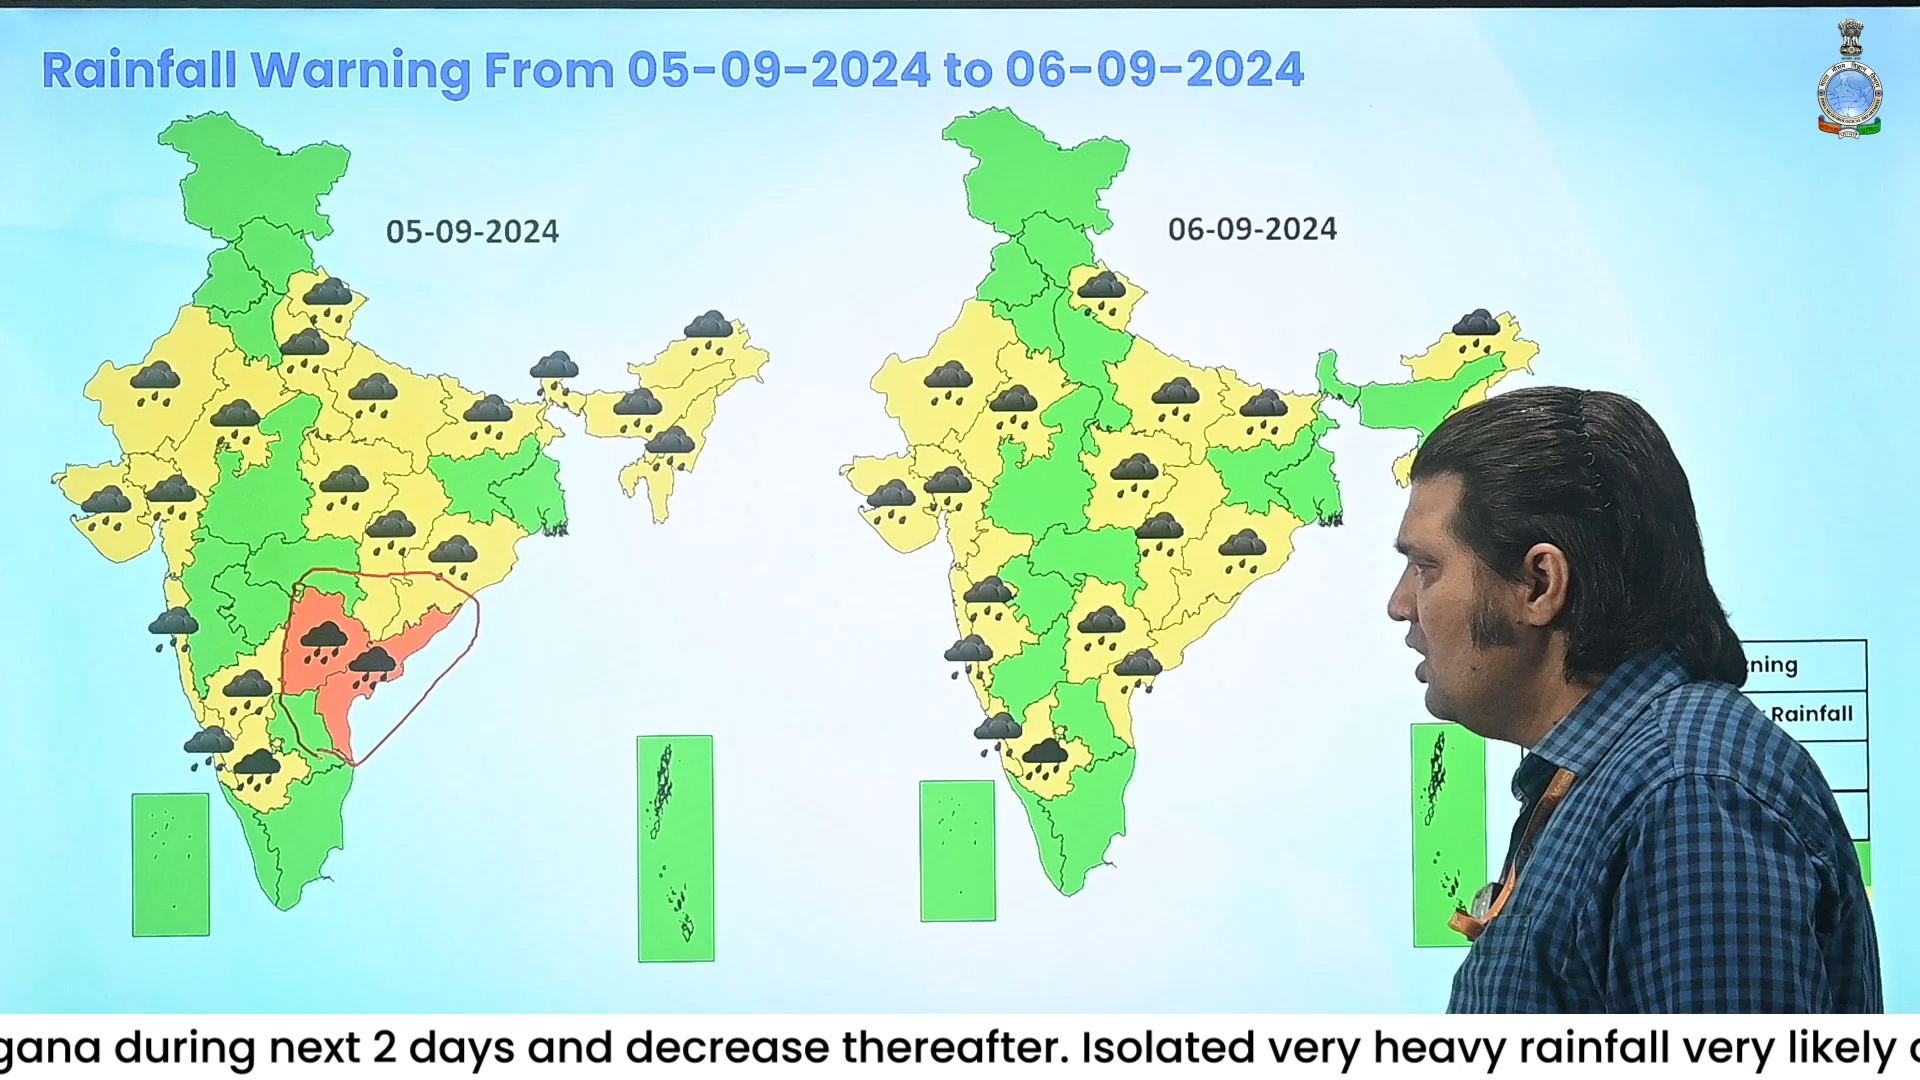 Rainfall Warning From 05-09-2024 to 06-09-2024
05-09-2024
06-09-2024
Rainfall
gana during next 2 days and decrease thereafter. Isolated very heavy rainfall very likely